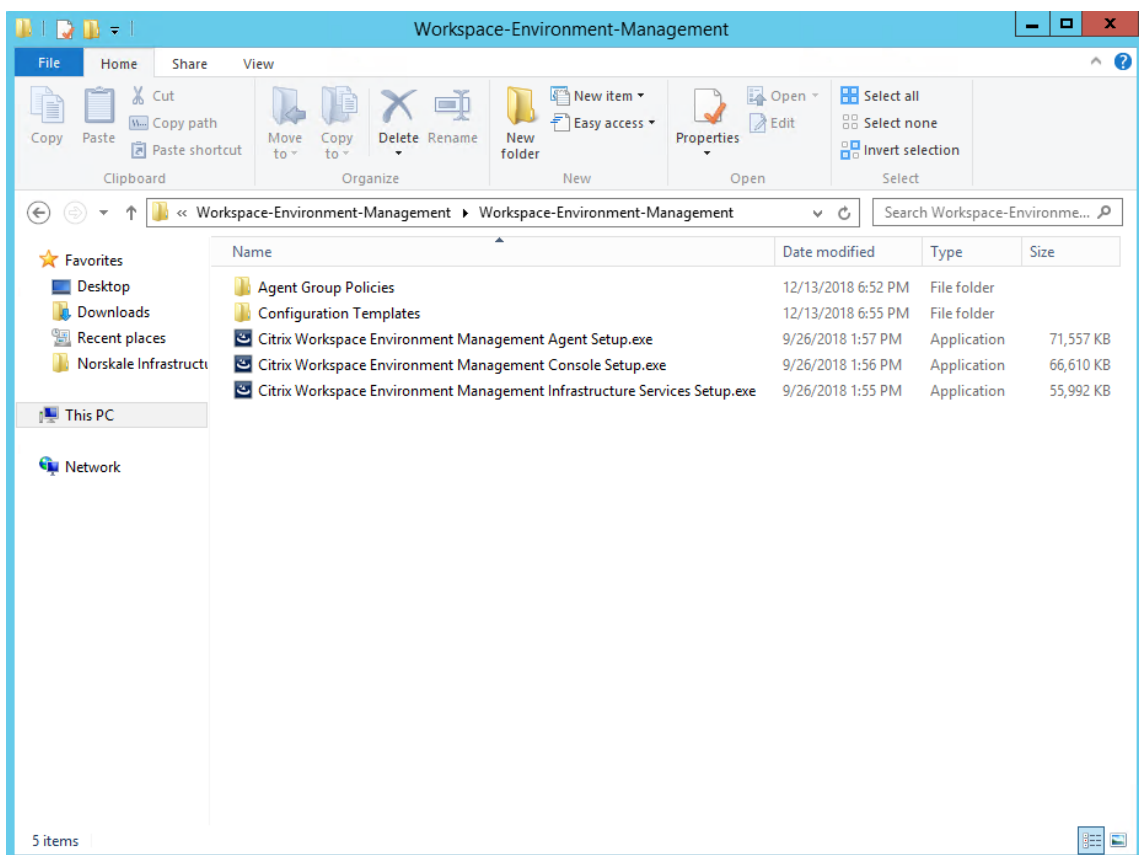 Workspace-Environment-Management
File Home Share View
Copy
Paste
Cut
Copy path
Paste shortcut
Clipboard
Move to
Copy to
Delete
Rename
Organize
New folder
New item
Easy access
New
Properties
Open
Edit
Open
Select all
Select none
Invert selection
Select
« Workspace-Environment-Management Workspace-Environment-Management
Search Workspace-Environme...
Favorites
Desktop
Downloads
Recent places
Norskale Infrastructu
This PC
Network
Name Date modified Type Size
Agent Group Policies 12/13/2018 6:52 PM File folder
Configuration Templates 12/13/2018 6:55 PM File folder
Citrix Workspace Environment Management Agent Setup.exe 9/26/2018 1:57 PM Application 71,557 KB
Citrix Workspace Environment Management Console Setup.exe 9/26/2018 1:56 PM Application 66,610 KB
Citrix Workspace Environment Management Infrastructure Services Setup.exe 9/26/2018 1:55 PM Application 55,992 KB
5 items